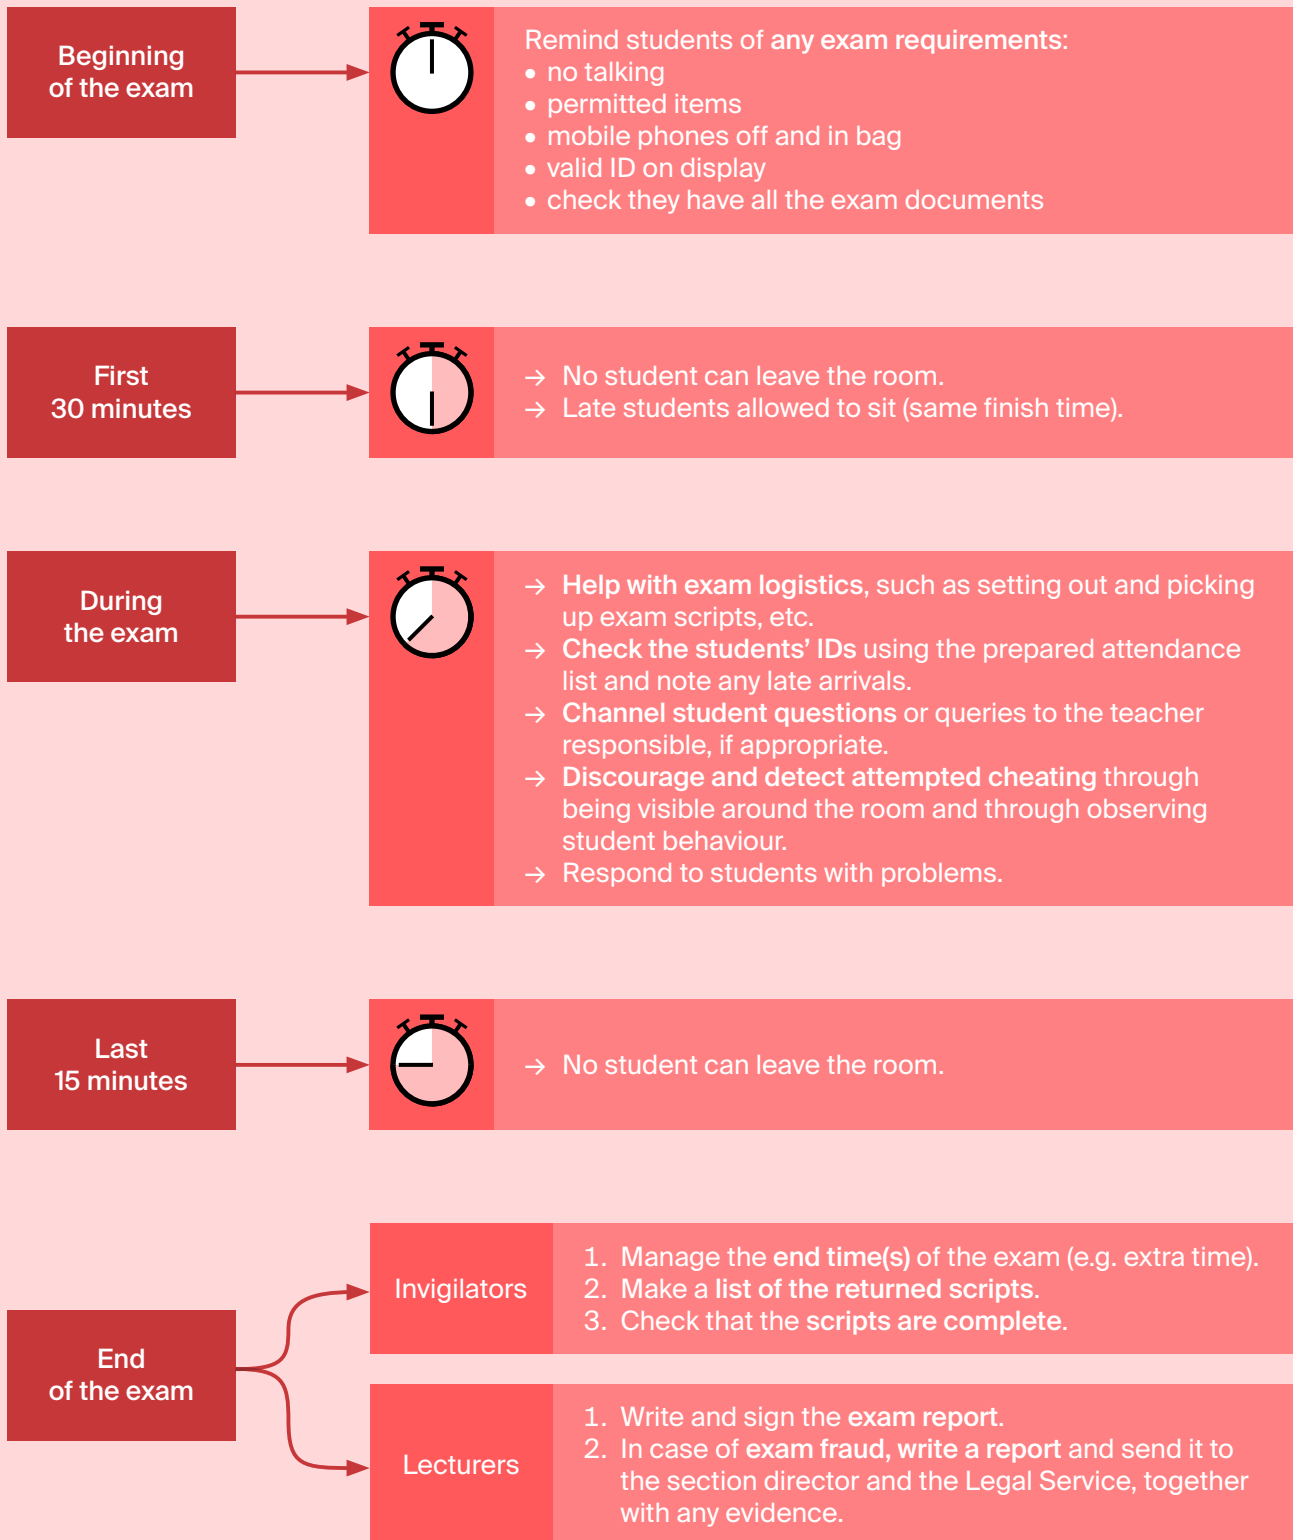 Beginning
of the exam
Remind students of any exam requirements:
• no talking
• permitted items
• mobile phones off and in bag
• valid ID on display
• check they have all the exam documents
First
30 minutes
→ No student can leave the room.
→ Late students allowed to sit (same finish time).
During
the exam
→ Help with exam logistics, such as setting out and picking
up exam scripts, etc.
→ Check the students’ IDs using the prepared attendance
list and note any late arrivals.
→ Channel student questions or queries to the teacher
responsible, if appropriate.
→ Discourage and detect attempted cheating through
being visible around the room and through observing
student behaviour.
→ Respond to students with problems.
Last
15 minutes
→ No student can leave the room.
End
of the exam
Invigilators
1. Manage the end time(s) of the exam (e.g. extra time).
2. Make a list of the returned scripts.
3. Check that the scripts are complete.
Lecturers
1. Write and sign the exam report.
2. In case of exam fraud, write a report and send it to
the section director and the Legal Service, together
with any evidence.